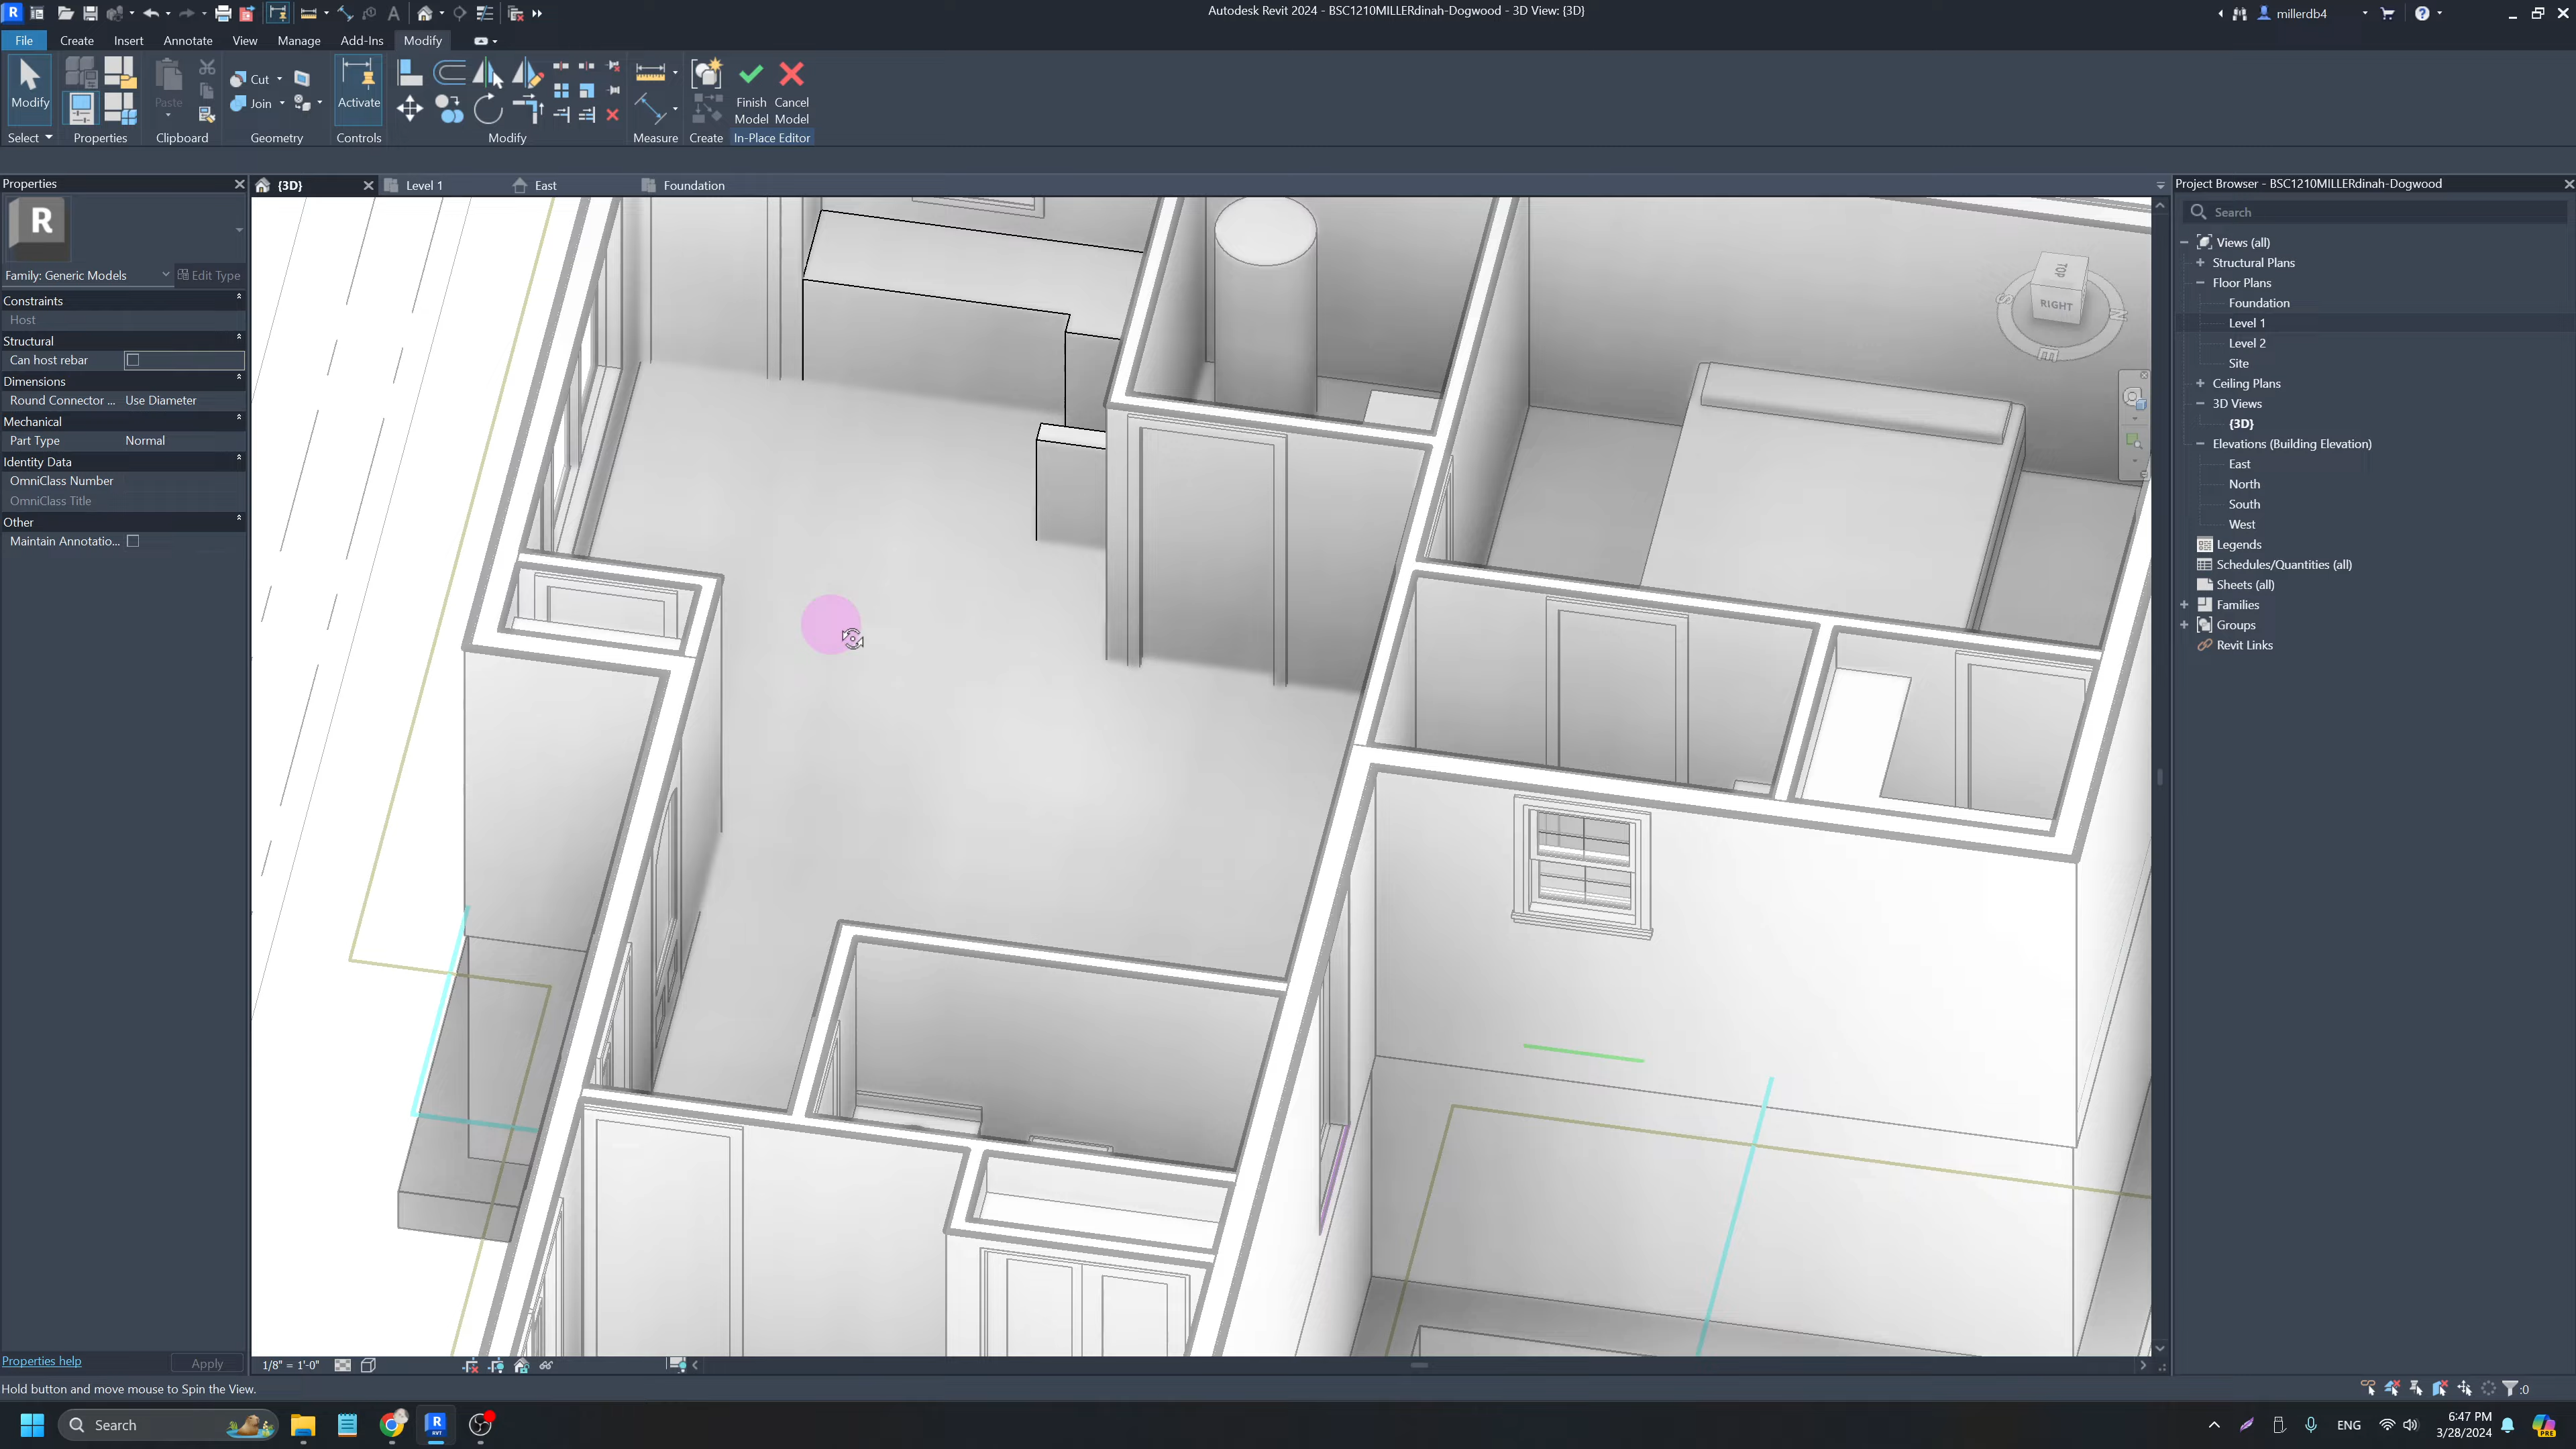 Autodesk Revit 2024 - BSC1210MILLERdinah-Dogwood - 3D View: {3D}
millerdb4
File Create Insert Annotate View Manage Add-Ins Modify
Modify
Paste
Cut
Join
Activate
Finish Model
Cancel Model
Select Properties Clipboard Geometry Controls Modify Measure Create In-Place Editor
Properties
{3D}
Level 1
East
Foundation
Project Browser - BSC1210MILLERdinah-Dogwood
R
Family: Generic Models
Edit Type
Constraints
Host
Structural
Can host rebar
Dimensions
Round Connector ... Use Diameter
Mechanical
Part Type Normal
Identity Data
OmniClass Number
OmniClass Title
Other
Maintain Annotatio...
Properties help
Apply
TOP
RIGHT
S
E
N
Search
Views (all)
Structural Plans
Floor Plans
Foundation
Level 1
Level 2
Site
Ceiling Plans
3D Views
{3D}
Elevations (Building Elevation)
East
North
South
West
Legends
Schedules/Quantities (all)
Sheets (all)
Families
Groups
Revit Links
1/8" = 1'-0"
Hold button and move mouse to Spin the View.
:0
Search
R
RVT
ENG
6:47 PM
3/28/2024
PRE